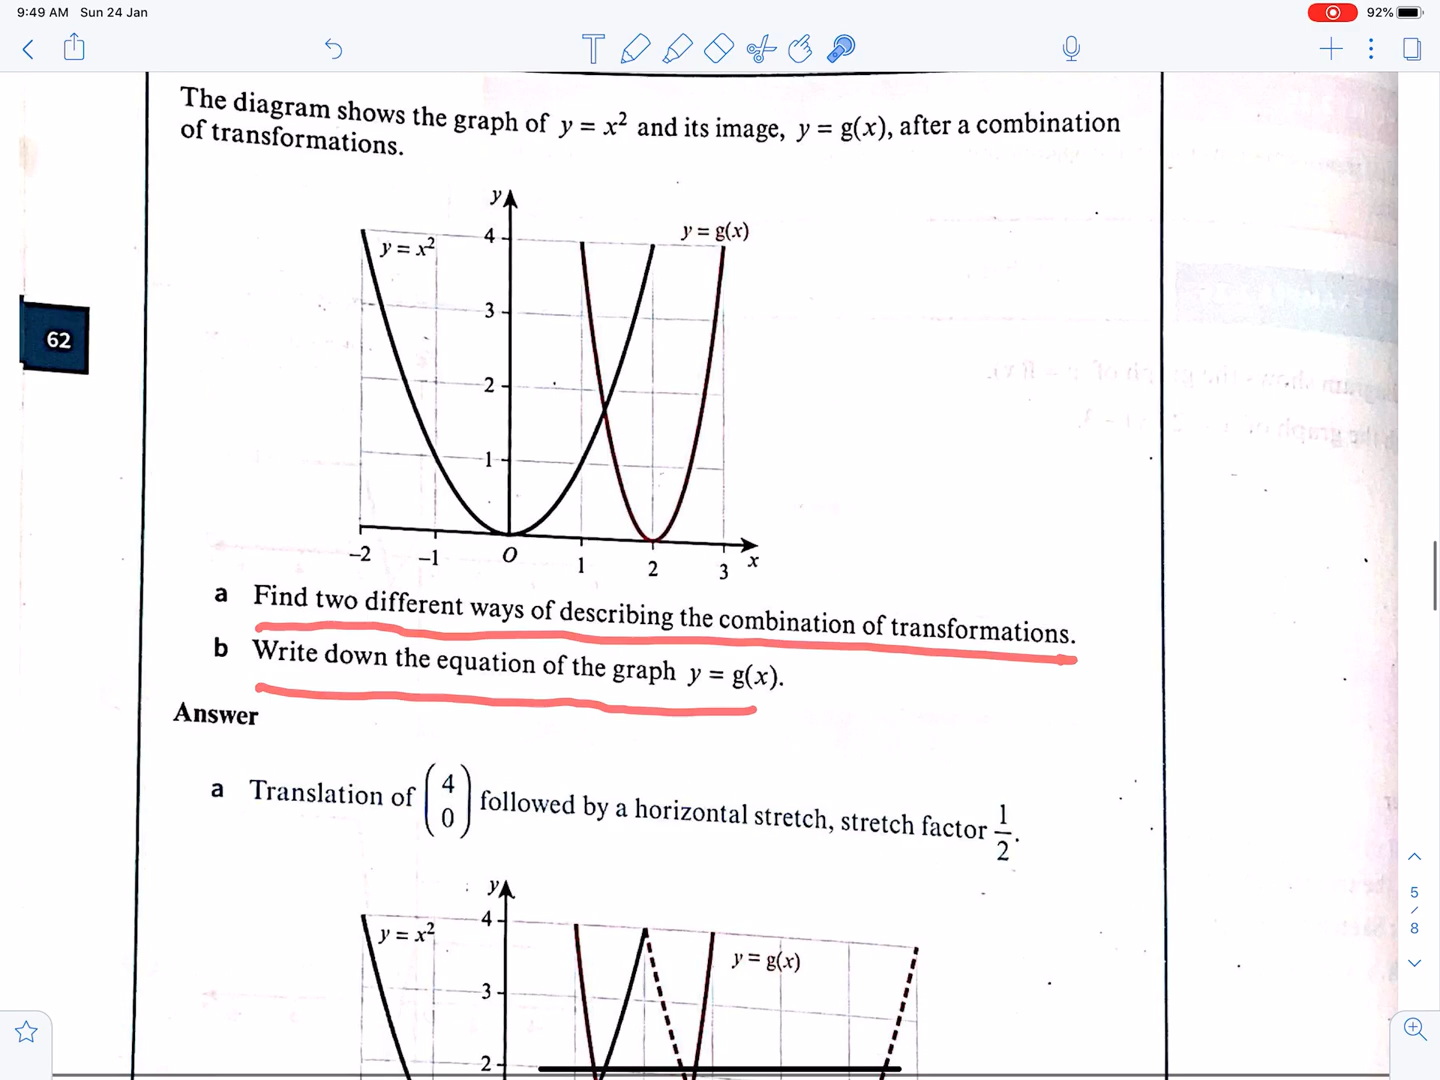 9:49 AM Sun 24 Jan
92%
The diagram shows the graph of y = x² and its image, y = g(x), after a combination
of transformations.
y
4
y = x²
y = g(x)
3
62
2
1
-2 -1 O 1 2 3 x
a Find two different ways of describing the combination of transformations.
b Write down the equation of the graph y = g(x).
Answer
a Translation of (4 0) followed by a horizontal stretch, stretch factor 1/2.
y
4
y = x²
y = g(x)
3
2
5
/
8